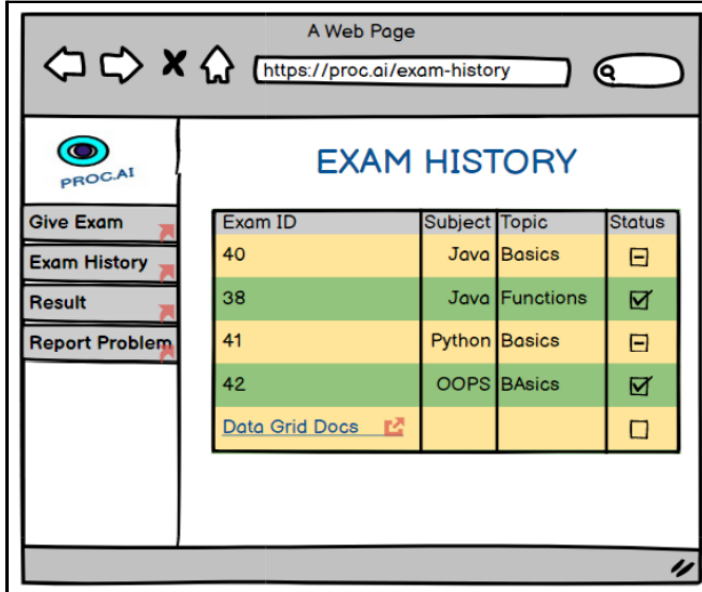 A Web Page
https://proc.ai/exam-history
PROC.AI
EXAM HISTORY
Give Exam
Exam History
Result
Report Problem
Exam ID Subject Topic Status
40 Java Basics
38 Java Functions
41 Python Basics
42 OOPS BAsics
Data Grid Docs